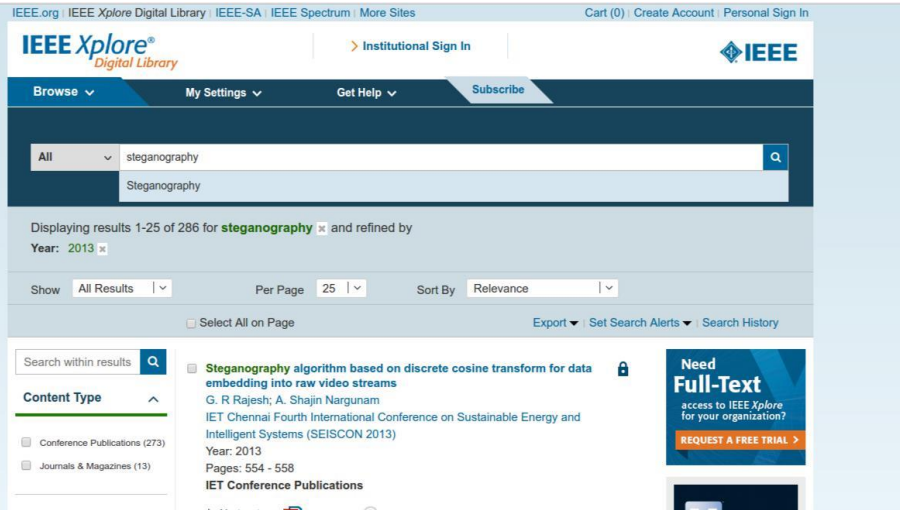 IEEE.org | IEEE Xplore Digital Library | IEEE-SA | IEEE Spectrum | More Sites
Cart (0) | Create Account | Personal Sign In
IEEE Xplore®
Digital Library
Institutional Sign In
IEEE
Browse
My Settings
Get Help
Subscribe
All
steganography
Steganography
Displaying results 1-25 of 286 for steganography x and refined by
Year: 2013 x
Show All Results
Per Page 25
Sort By Relevance
Select All on Page
Export | Set Search Alerts | Search History
Search within results
Content Type
Conference Publications (273)
Journals & Magazines (13)
Steganography algorithm based on discrete cosine transform for data
embedding into raw video streams
G. R Rajesh; A. Shajin Nargunam
IET Chennai Fourth International Conference on Sustainable Energy and
Intelligent Systems (SEISCON 2013)
Year: 2013
Pages: 554 - 558
IET Conference Publications
Need
Full-Text
access to IEEE Xplore
for your organization?
REQUEST A FREE TRIAL >